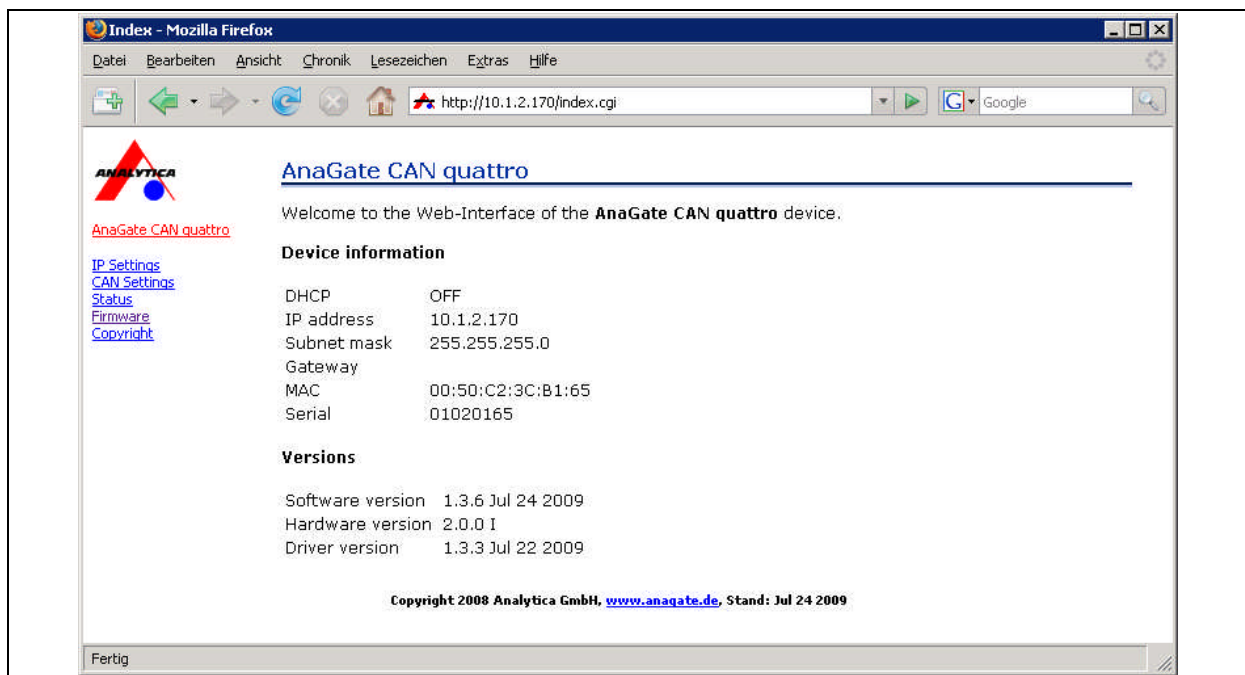 Index - Mozilla Firefox
Datei Bearbeiten Ansicht Chronik Lesezeichen Extras Hilfe
http://10.1.2.170/index.cgi
G Google
ANALYTICA
AnaGate CAN quattro
IP Settings
CAN Settings
Status
Firmware
Copyright
AnaGate CAN quattro
Welcome to the Web-Interface of the AnaGate CAN quattro device.
Device information
DHCP OFF
IP address 10.1.2.170
Subnet mask 255.255.255.0
Gateway
MAC 00:50:C2:3C:B1:65
Serial 01020165
Versions
Software version 1.3.6 Jul 24 2009
Hardware version 2.0.0 I
Driver version 1.3.3 Jul 22 2009
Copyright 2008 Analytica GmbH, www.anagate.de, Stand: Jul 24 2009
Fertig